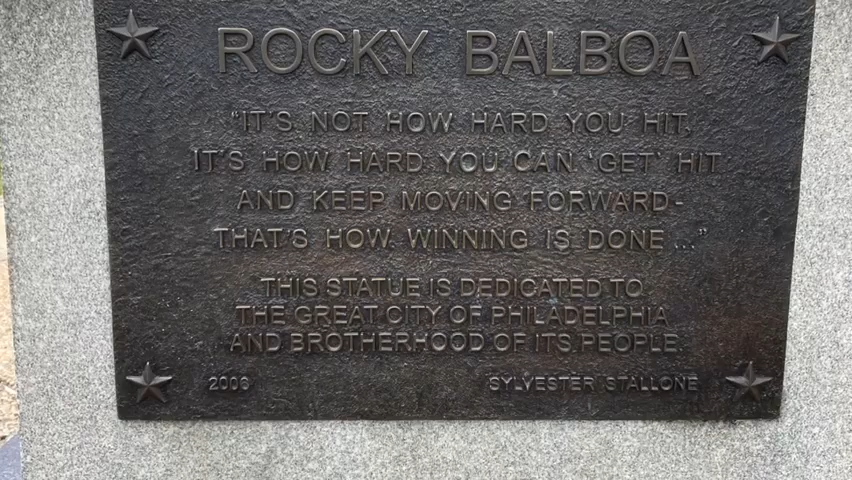 ROCKY BALBOA
"IT'S NOT HOW HARD YOU HIT,
IT'S HOW HARD YOU CAN 'GET' HIT
AND KEEP MOVING FORWARD-
THAT'S HOW WINNING IS DONE..."
THIS STATUE IS DEDICATED TO
THE GREAT CITY OF PHILADELPHIA
AND BROTHERHOOD OF ITS PEOPLE.
2006 SYLVESTER STALLONE